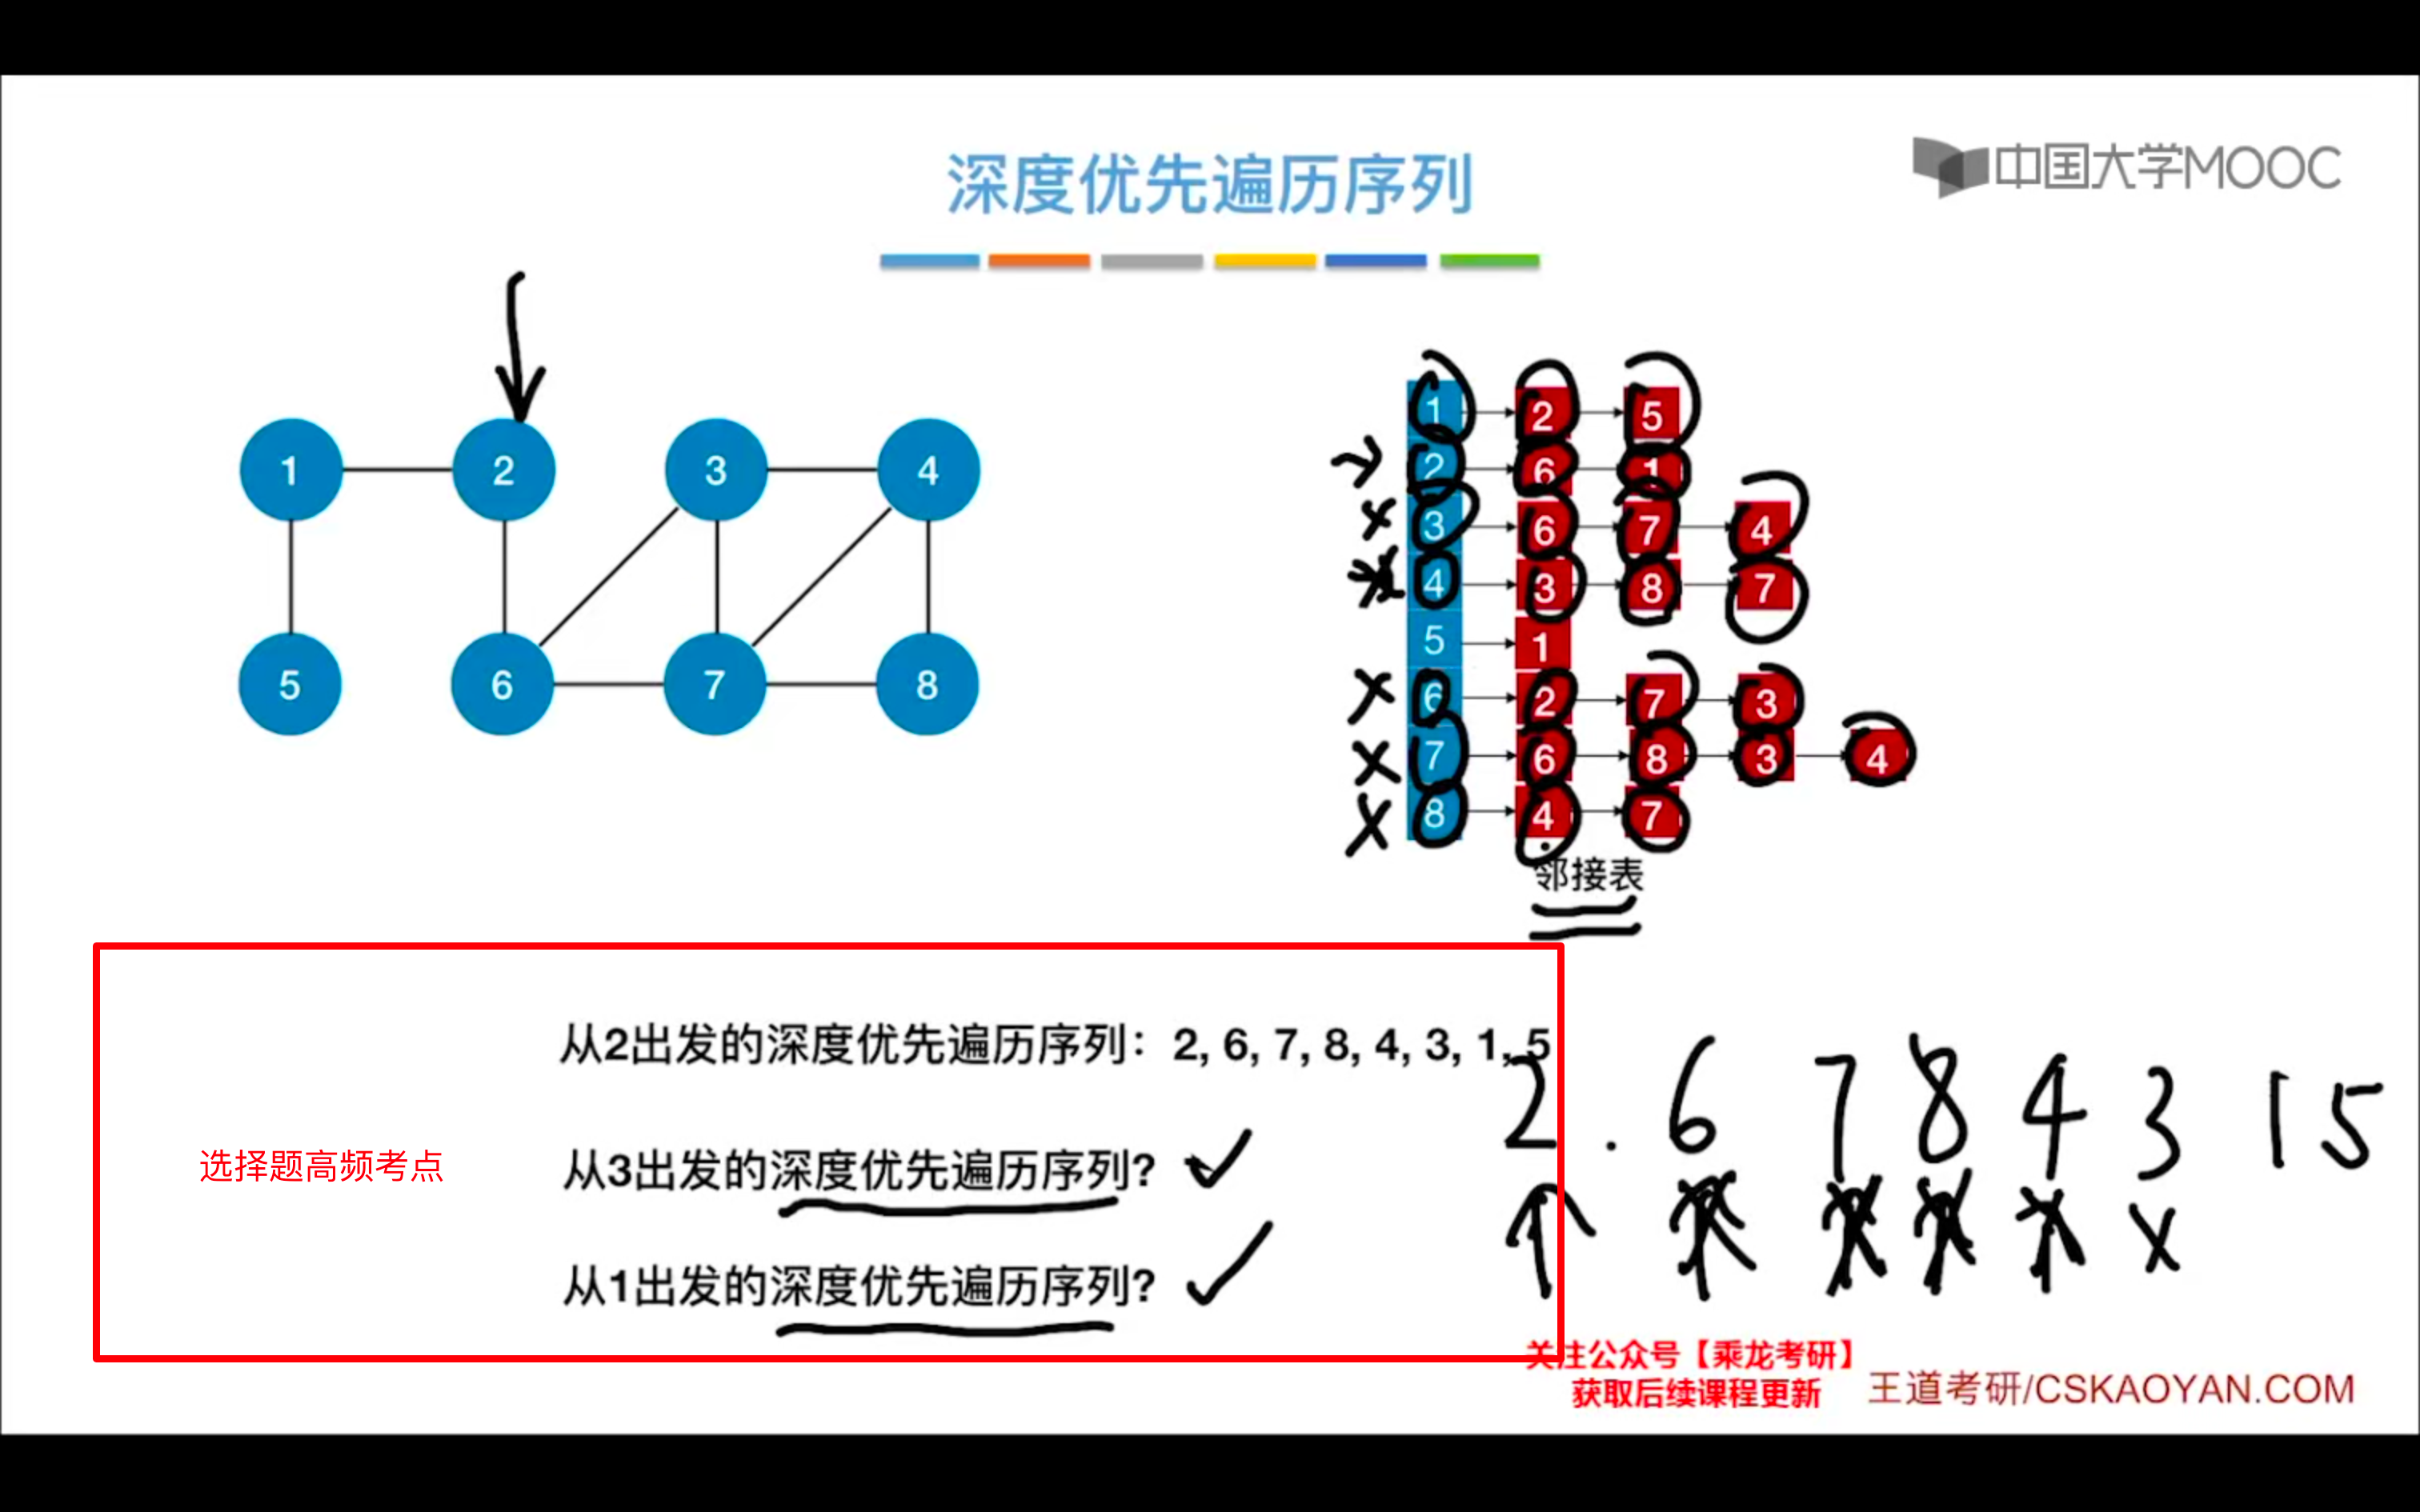 深度优先遍历序列
中国大学MOOC
1 2 3 4
5 6 7 8
1 2 5
2 6 1
3 6 7 4
4 3 8 7
5 1
6 2 7 3
7 6 8 3 4
8 4 7
邻接表
从2出发的深度优先遍历序列：2, 6, 7, 8, 4, 3, 1, 5
2 . 6 7 8 4 3 1 5
选择题高频考点
从3出发的深度优先遍历序列?
从1出发的深度优先遍历序列?
关注公众号【乘龙考研】
获取后续课程更新
王道考研/CSKAOYAN.COM